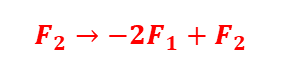 F₂ → −2F₁ + F₂